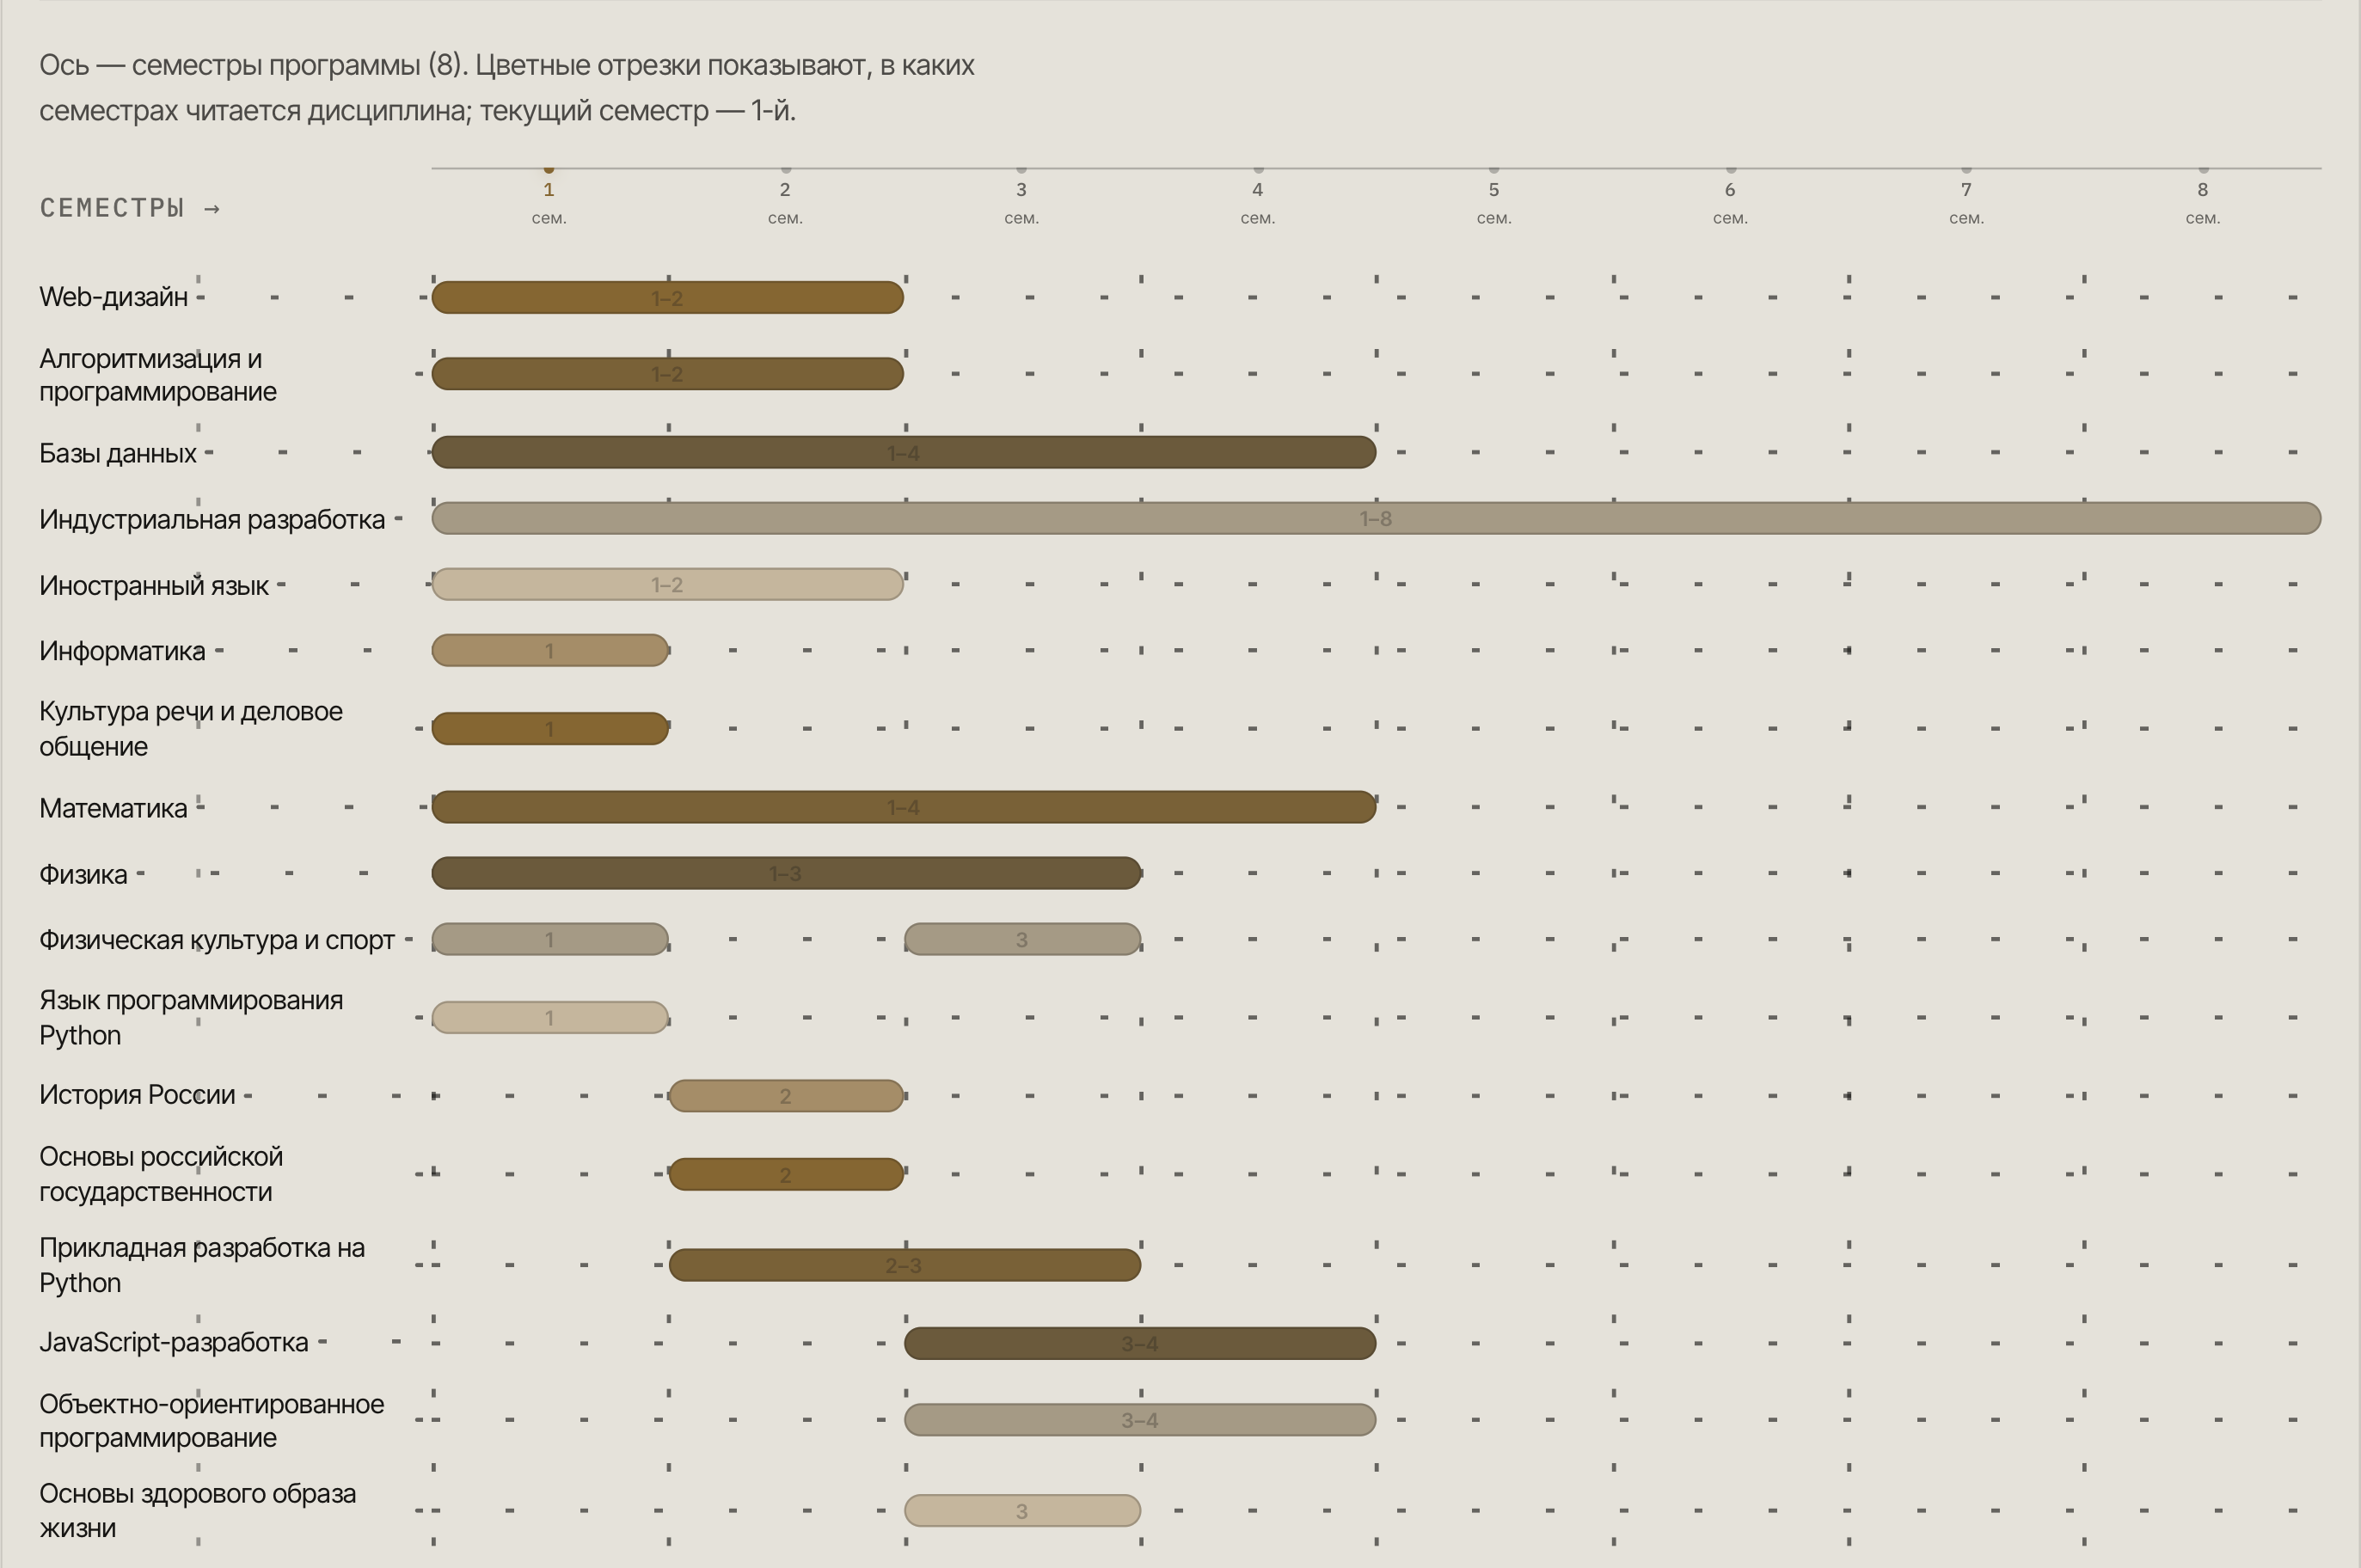 Ось — семестры программы (8). Цветные отрезки показывают, в каких
семестрах читается дисциплина; текущий семестр — 1-й.
СЕМЕСТРЫ →
1 2 3 4 5 6 7 8
сем. сем. сем. сем. сем. сем. сем. сем.
Web-дизайн 1–2
Алгоритмизация и
программирование
1–2
Базы данных 1–4
Индустриальная разработка 1–8
Иностранный язык 1–2
Информатика 1
Культура речи и деловое
общение
1
Математика 1–4
Физика 1–3
Физическая культура и спорт 1 3
Язык программирования
Python
1
История России 2
Основы российской
государственности
2
Прикладная разработка на
Python
2–3
JavaScript-разработка 3–4
Объектно-ориентированное
программирование
3–4
Основы здорового образа
жизни
3